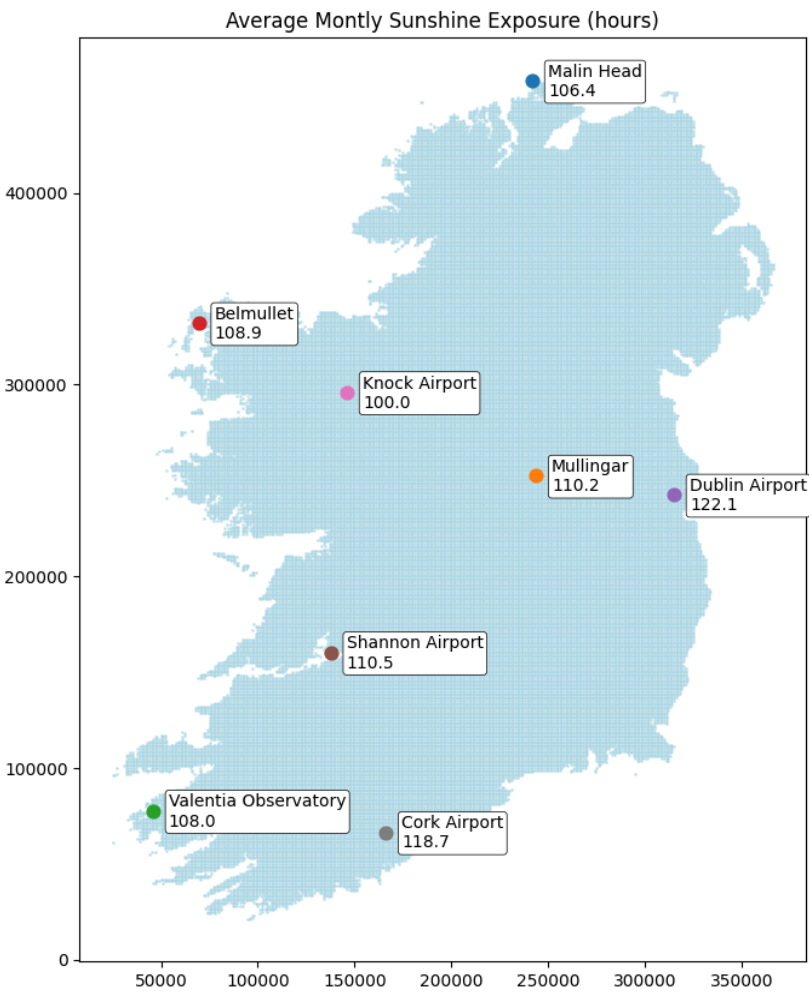 Average Montly Sunshine Exposure (hours)
Malin Head
106.4
400000
Belmullet
108.9
300000
Knock Airport
100.0
Mullingar
110.2
Dublin Airport
122.1
200000
Shannon Airport
110.5
100000
Valentia Observatory
108.0
Cork Airport
118.7
0
50000 100000 150000 200000 250000 300000 350000